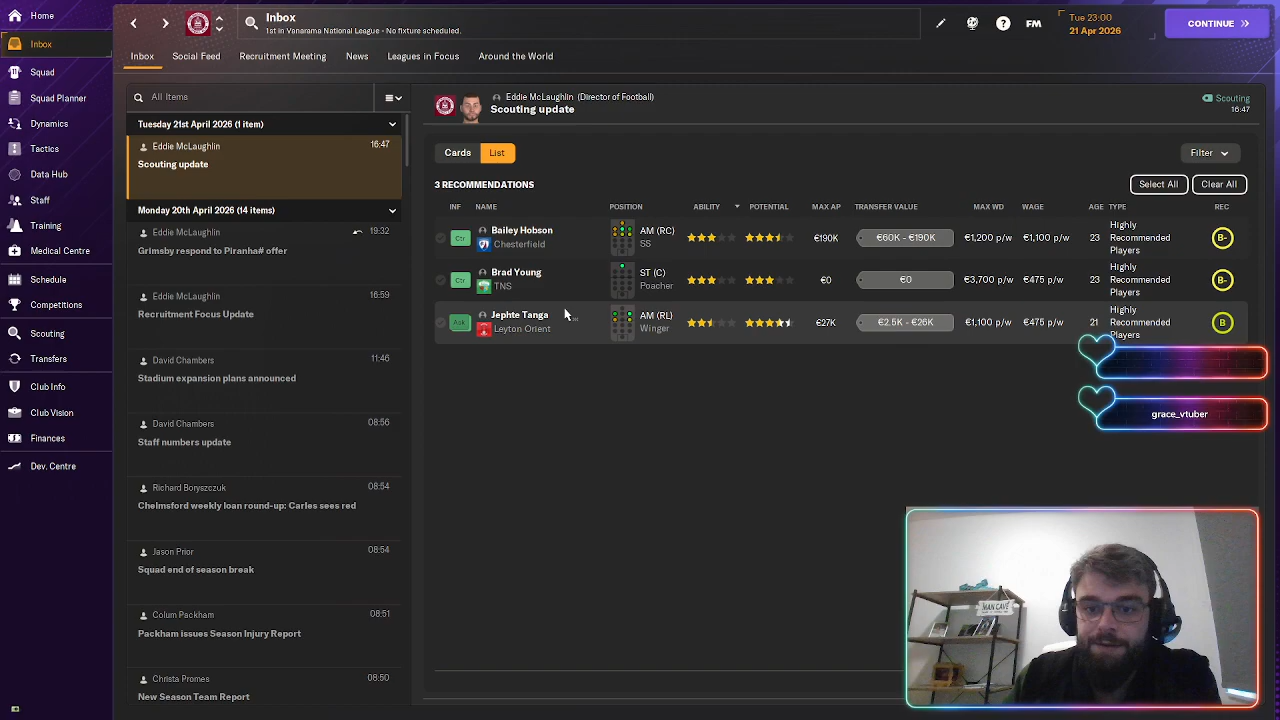 Home
Inbox
Squad
Squad Planner
Dynamics
Tactics
Data Hub
Staff
Training
Medical Centre
Schedule
Competitions
Scouting
Transfers
Club Info
Club Vision
Finances
Dev. Centre
Inbox
1st in Vanarama National League - No fixture scheduled.
FM
Tue 23:00
21 Apr 2026
CONTINUE
Inbox
Social Feed
Recruitment Meeting
News
Leagues in Focus
Around the World
All Items
Tuesday 21st April 2026 (1 item)
Eddie McLaughlin 16:47
Scouting update
Monday 20th April 2026 (14 items)
Eddie McLaughlin 19:32
Grimsby respond to Piranha# offer
Eddie McLaughlin 16:59
Recruitment Focus Update
David Chambers 11:46
Stadium expansion plans announced
David Chambers 08:56
Staff numbers update
Richard Boryszczuk 08:54
Chelmsford weekly loan round-up: Carles sees red
Jason Prior 08:54
Squad end of season break
Colum Packham 08:51
Packham issues Season Injury Report
Christa Promes 08:50
New Season Team Report
Eddie McLaughlin (Director of Football)
Scouting update
Scouting
16:47
Cards List Filter
3 RECOMMENDATIONS
Select All Clear All
INF NAME POSITION ABILITY POTENTIAL MAX AP TRANSFER VALUE MAX WD WAGE AGE TYPE REC
Ctr Bailey Hobson AM (RC) €190K €60K - €190K €1,200 p/w €1,100 p/w 23 Highly Recommended Players B-
Chesterfield SS
Ctr Brad Young ST (C) €0 €0 €3,700 p/w €475 p/w 23 Highly Recommended Players B-
TNS Poacher
Ask Jephte Tanga AM (RL) €27K €2.5K - €26K €1,100 p/w €475 p/w 21 Highly Recommended Players B
Leyton Orient Winger
grace_vtuber
MAN CAVE